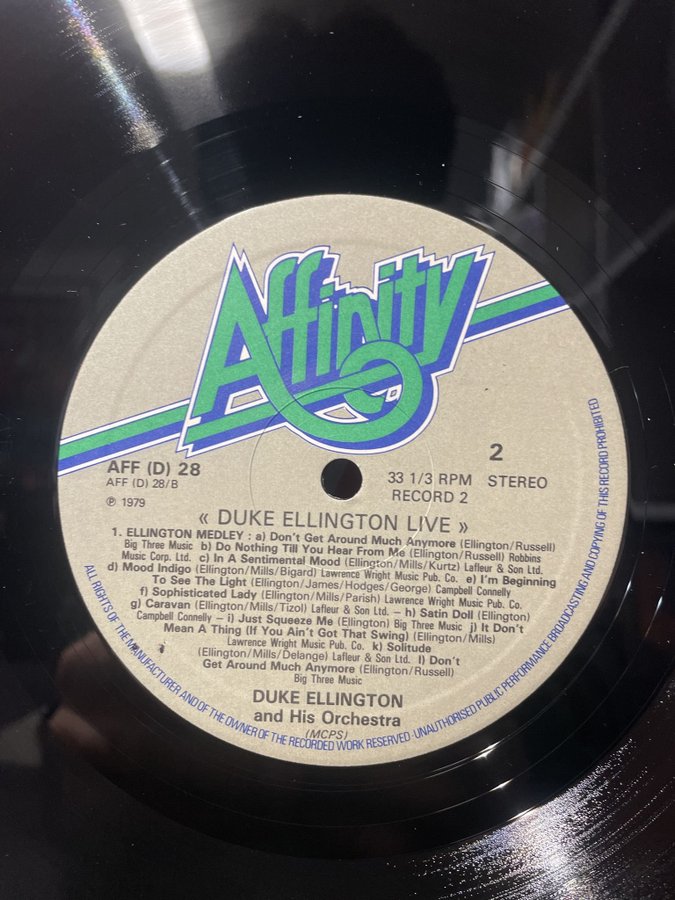 Affinity
AFF (D) 28
AFF (D) 28/B
℗ 1979
2
33 1/3 RPM STEREO
RECORD 2
« DUKE ELLINGTON LIVE »
1. ELLINGTON MEDLEY : a) Don't Get Around Much Anymore (Ellington/Russell)
Big Three Music b) Do Nothing Till You Hear From Me (Ellington/Russell) Robbins
Music Corp. Ltd. c) In A Sentimental Mood (Ellington/Mills/Kurtz) Lafleur & Son Ltd.
d) Mood Indigo (Ellington/Mills/Bigard) Lawrence Wright Music Pub. Co. e) I'm Beginning
To See The Light (Ellington/James/Hodges/George) Campbell Connelly
f) Sophisticated Lady (Ellington/Mills/Parish) Lawrence Wright Music Pub. Co.
g) Caravan (Ellington/Mills/Tizol) Lafleur & Son Ltd. – h) Satin Doll (Ellington)
Campbell Connelly – i) Just Squeeze Me (Ellington) Big Three Music j) It Don't
Mean A Thing (If You Ain't Got That Swing) (Ellington/Mills)
Lawrence Wright Music Pub. Co. k) Solitude
(Ellington/Mills/Delange) Lafleur & Son Ltd. l) Don't
Get Around Much Anymore (Ellington/Russell)
Big Three Music
DUKE ELLINGTON
and His Orchestra
(MCPS)
ALL RIGHTS OF THE MANUFACTURER AND OF THE OWNER OF THE RECORDED WORK RESERVED · UNAUTHORISED PUBLIC PERFORMANCE BROADCASTING AND COPYING OF THIS RECORD PROHIBITED